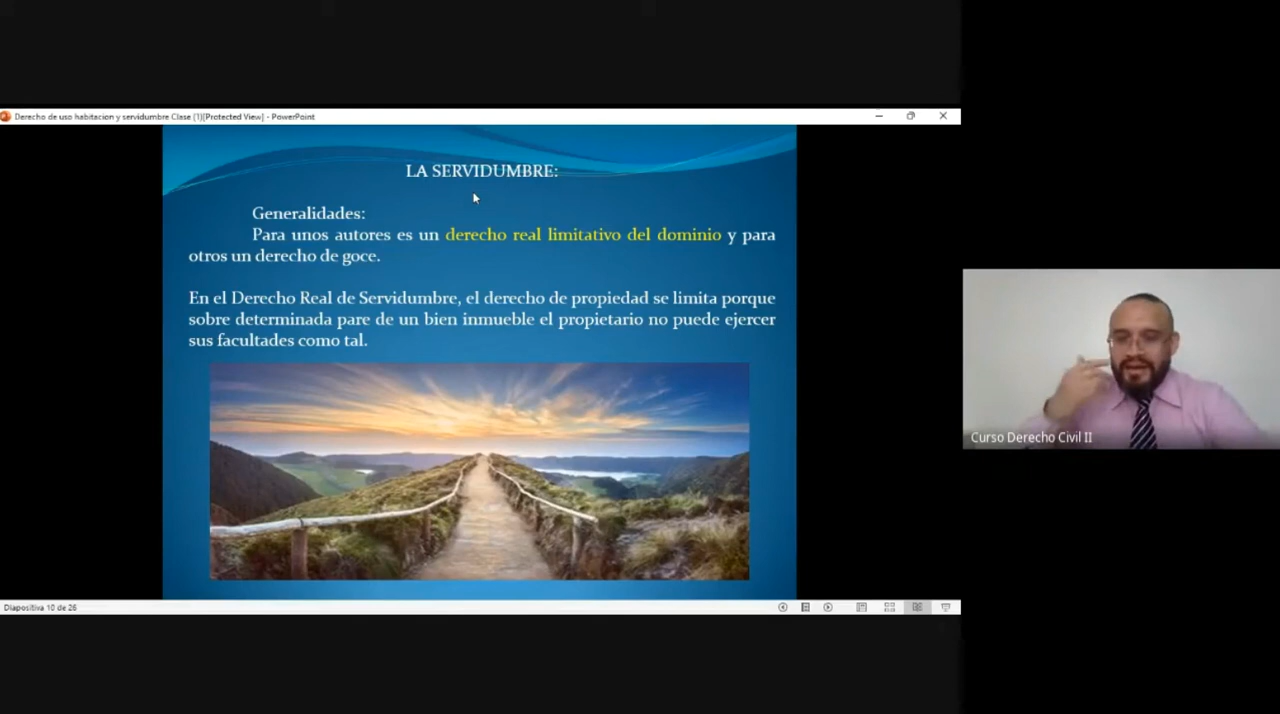 Derecho de uso habitacion y servidumbre Clase (1)[Protected View] - PowerPoint
LA SERVIDUMBRE:
Generalidades:
Para unos autores es un derecho real limitativo del dominio y para
otros un derecho de goce.
En el Derecho Real de Servidumbre, el derecho de propiedad se limita porque
sobre determinada pare de un bien inmueble el propietario no puede ejercer
sus facultades como tal.
Curso Derecho Civil II
Diapositiva 10 de 26